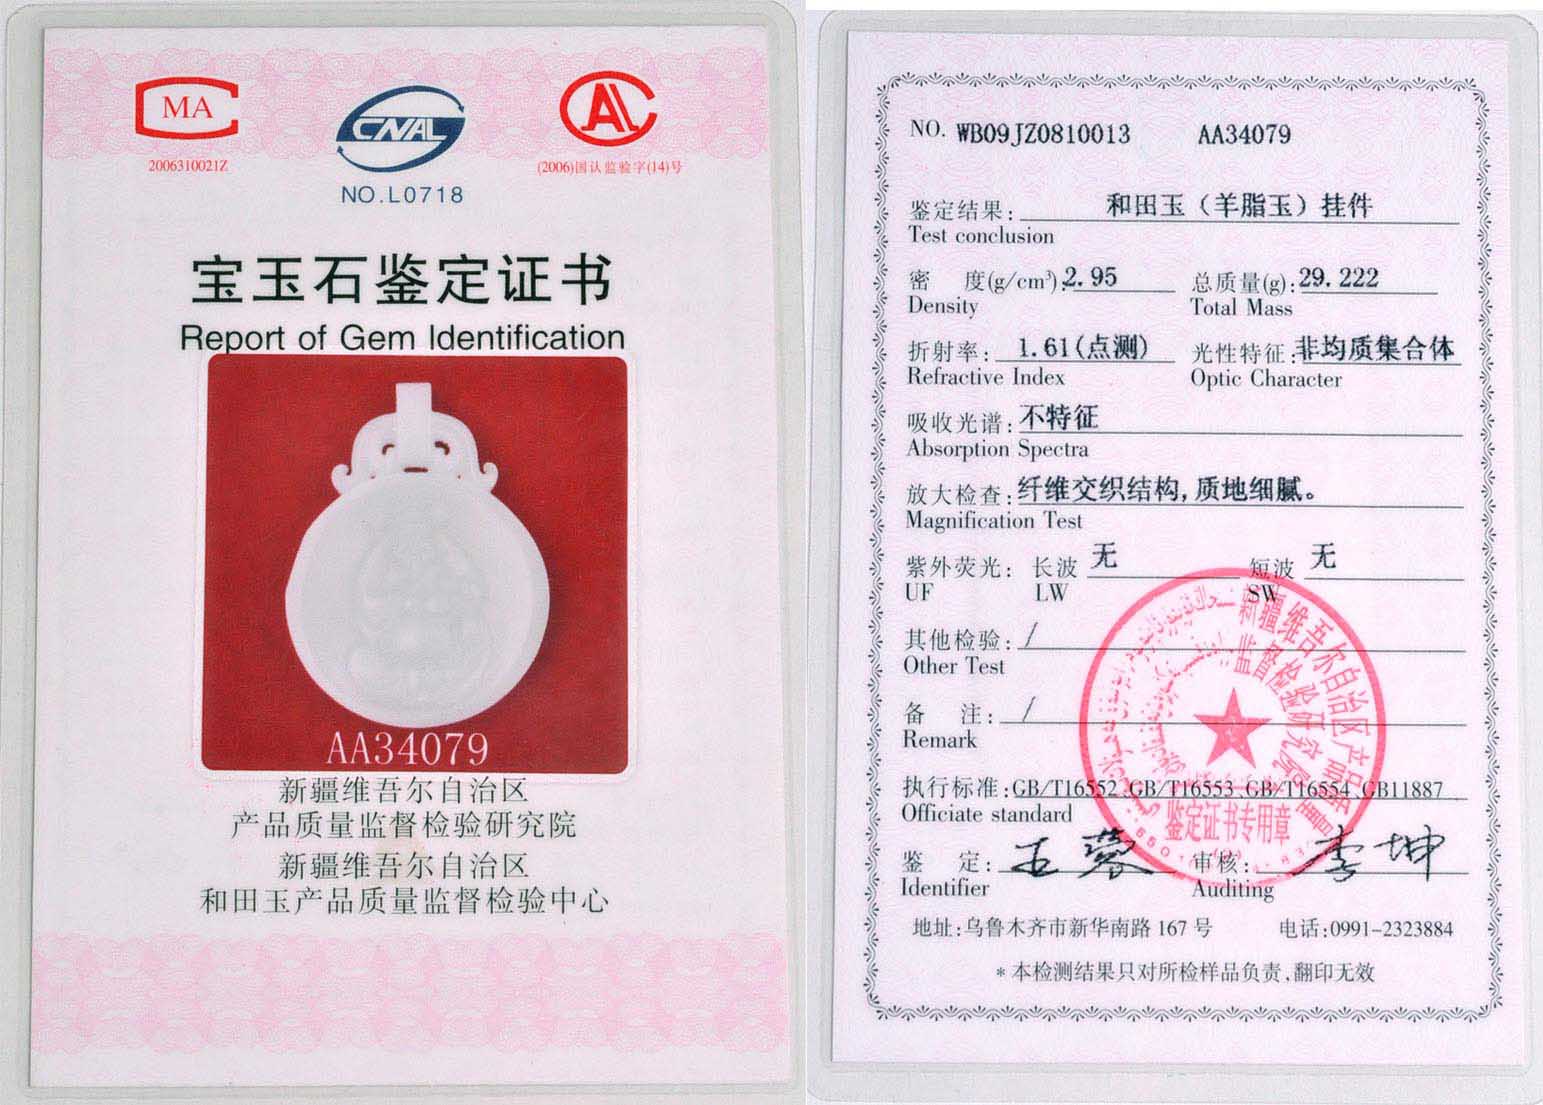 MA
2006310021Z
CNAL
NO.L0718
AL
(2006)国认监验字(14)号
宝玉石鉴定证书
Report of Gem Identification
AA34079
新疆维吾尔自治区
产品质量监督检验研究院
新疆维吾尔自治区
和田玉产品质量监督检验中心
NO. WB09JZ0810013 AA34079
鉴定结果: 和田玉（羊脂玉）挂件
Test conclusion
密 度(g/cm³): 2.95 总质量(g): 29.222
Density Total Mass
折射率: 1.61(点测) 光性特征: 非均质集合体
Refractive Index Optic Character
吸收光谱: 不特征
Absorption Spectra
放大检查: 纤维交织结构,质地细腻。
Magnification Test
紫外荧光: 长波 无 短波 无
UF LW SW
其他检验: /
Other Test
备 注: /
Remark
执行标准: GB/T16552、GB/T16553、GB/T16554、GB11887
Officiate standard
鉴 定: 王蓉 审核: 李坤
Identifier Auditing
新疆维吾尔自治区产品质量
监督检验研究院
鉴定证书专用章
地址:乌鲁木齐市新华南路 167 号 电话:0991-2323884
*本检测结果只对所检样品负责,翻印无效